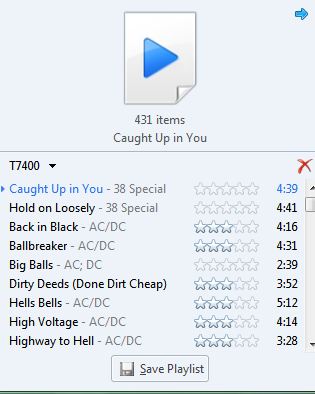 431 items
Caught Up in You
T7400
Caught Up in You - 38 Special 4:39
Hold on Loosely - 38 Special 4:41
Back in Black - AC/DC 4:16
Ballbreaker - AC/DC 4:31
Big Balls - AC; DC 2:39
Dirty Deeds (Done Dirt Cheap) 3:52
Hells Bells - AC/DC 5:12
High Voltage - AC/DC 4:14
Highway to Hell - AC/DC 3:28
Save Playlist